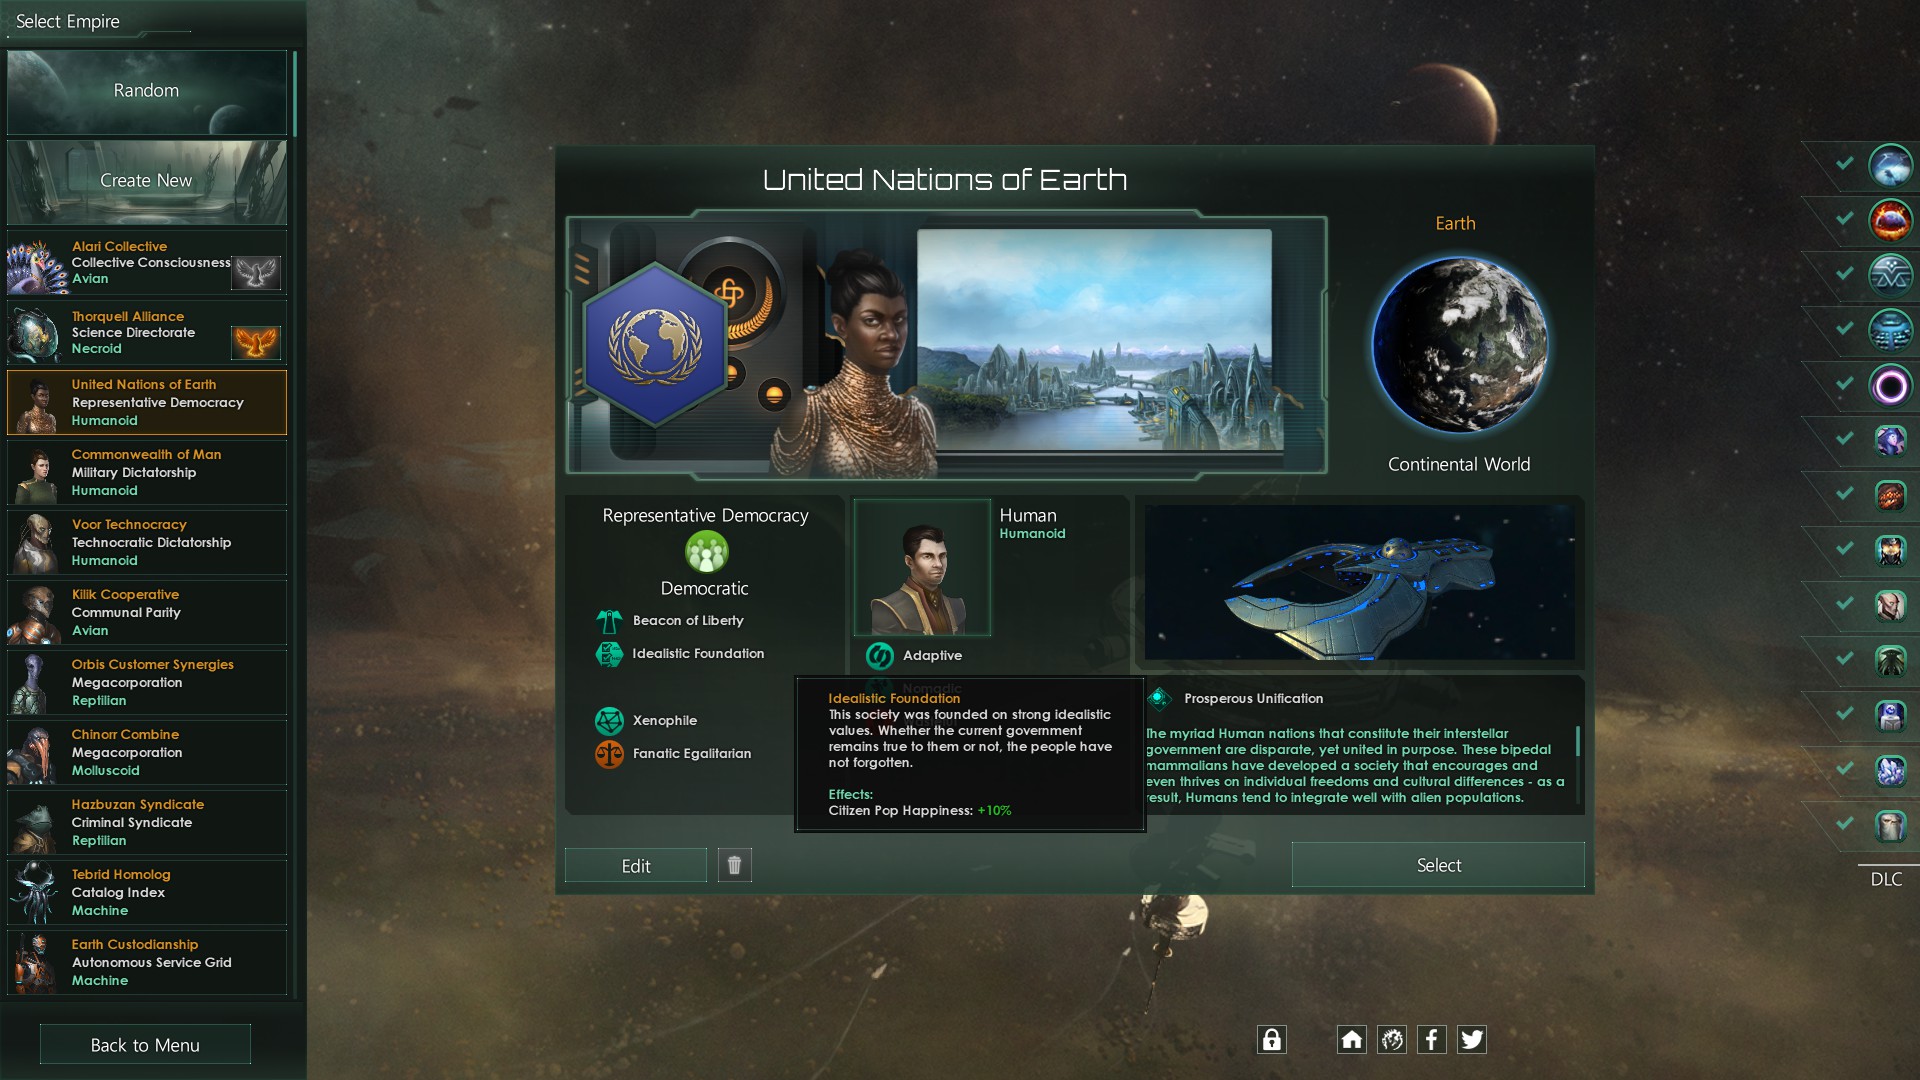 Select Empire
Random
Create New
Alari Collective
Collective Consciousness
Avian
Thorquell Alliance
Science Directorate
Necroid
United Nations of Earth
Representative Democracy
Humanoid
Commonwealth of Man
Military Dictatorship
Humanoid
Voor Technocracy
Technocratic Dictatorship
Humanoid
Kilik Cooperative
Communal Parity
Avian
Orbis Customer Synergies
Megacorporation
Reptilian
Chinorr Combine
Megacorporation
Molluscoid
Hazbuzan Syndicate
Criminal Syndicate
Reptilian
Tebrid Homolog
Catalog Index
Machine
Earth Custodianship
Autonomous Service Grid
Machine
Back to Menu
United Nations of Earth
Earth
Continental World
Representative Democracy
Democratic
Beacon of Liberty
Idealistic Foundation
Xenophile
Fanatic Egalitarian
Human
Humanoid
Adaptive
Nomadic
Idealistic Foundation
This society was founded on strong idealistic
values. Whether the current government
remains true to them or not, the people have
not forgotten.
Effects:
Citizen Pop Happiness: +10%
Prosperous Unification
The myriad Human nations that constitute their interstellar
government are disparate, yet united in purpose. These bipedal
mammalians have developed a society that encourages and
even thrives on individual freedoms and cultural differences - as a
result, Humans tend to integrate well with alien populations.
Edit
Select
DLC